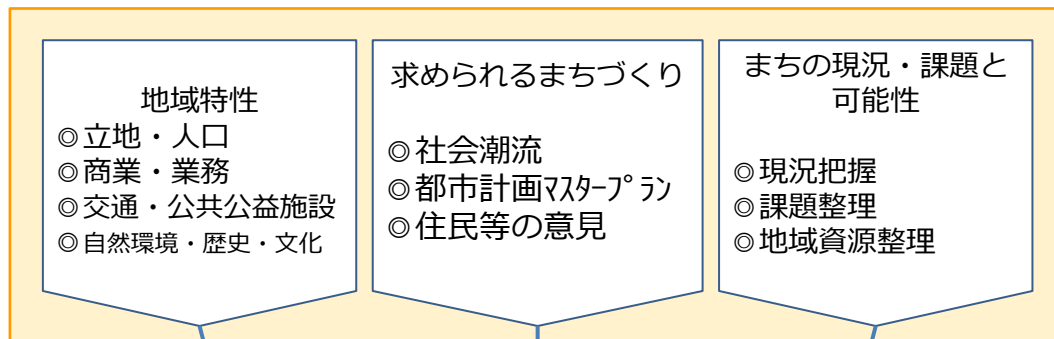 地域特性
◎立地・人口
◎商業・業務
◎交通・公共公益施設
◎自然環境・歴史・文化
求められるまちづくり
◎社会潮流
◎都市計画ﾏｽﾀｰﾌﾟﾗﾝ
◎住民等の意見
まちの現況・課題と
可能性
◎現況把握
◎課題整理
◎地域資源整理